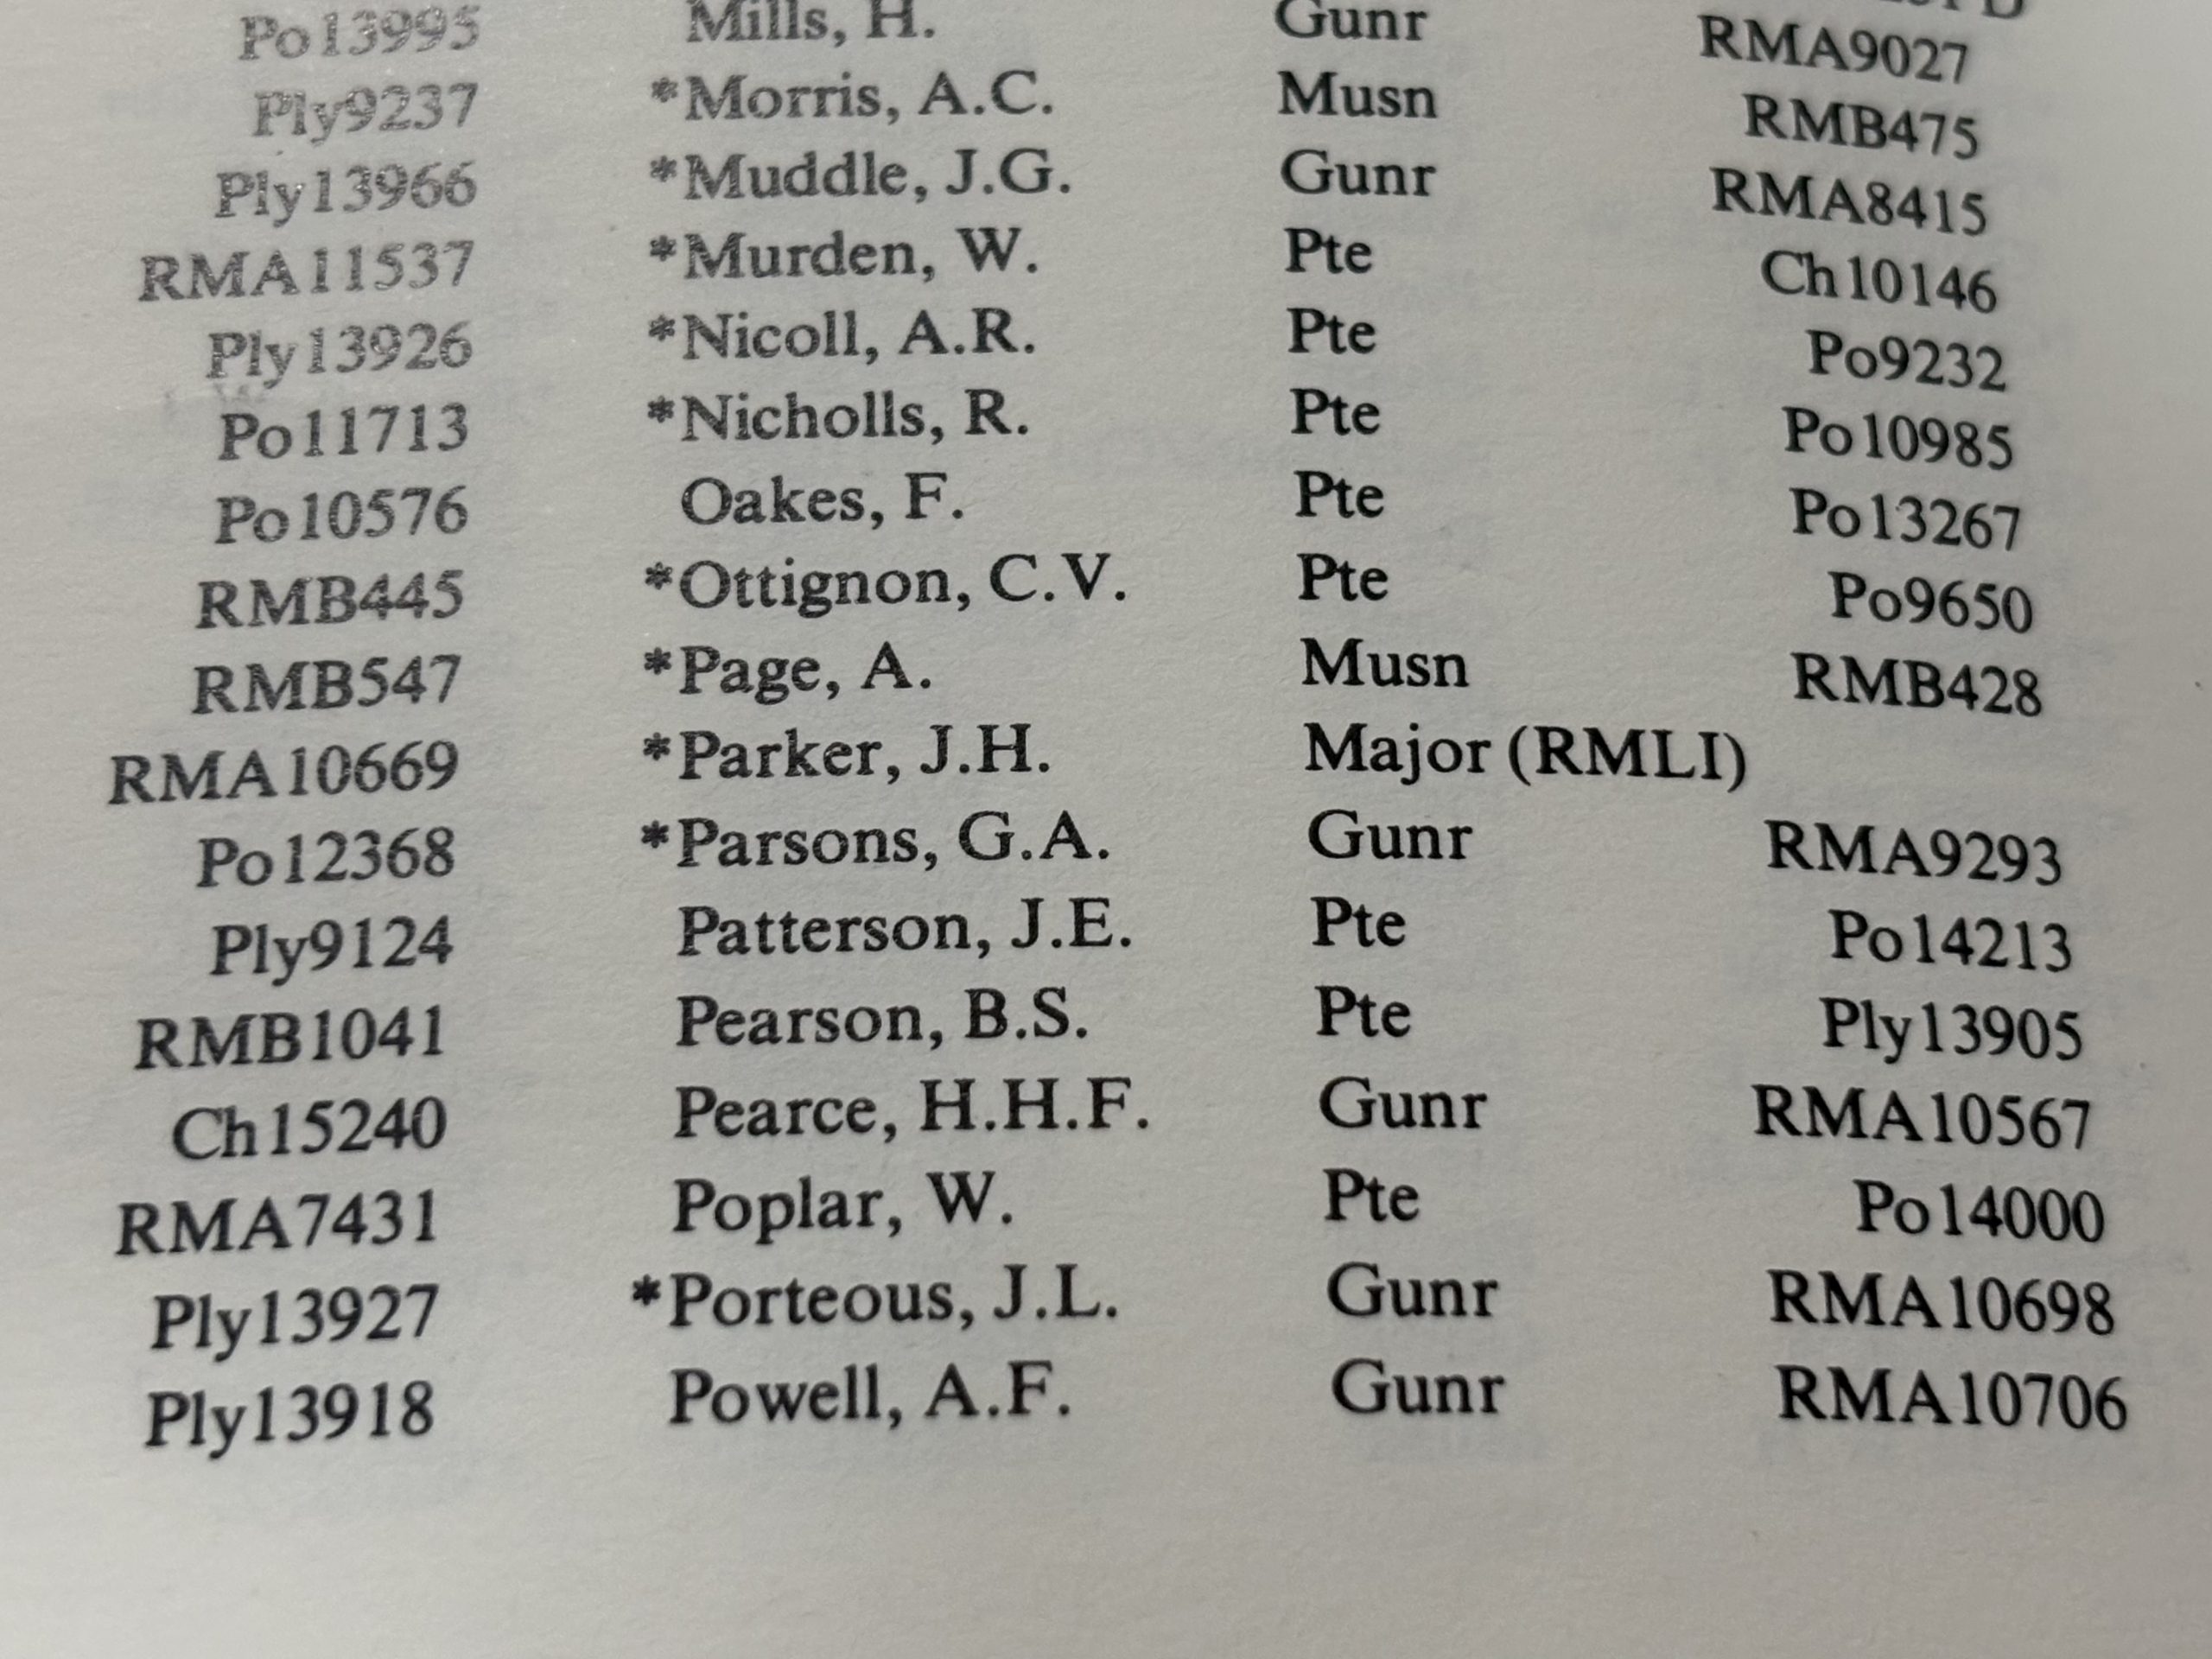 Po13995 Mills, H. Gunr RMA9027
Ply9237 *Morris, A.C. Musn RMB475
Ply13966 *Muddle, J.G. Gunr RMA8415
RMA11537 *Murden, W. Pte Ch10146
Ply13926 *Nicoll, A.R. Pte Po9232
Po11713 *Nicholls, R. Pte Po10985
Po10576 Oakes, F. Pte Po13267
RMB445 *Ottignon, C.V. Pte Po9650
RMB547 *Page, A. Musn RMB428
RMA10669 *Parker, J.H. Major (RMLI)
Po12368 *Parsons, G.A. Gunr RMA9293
Ply9124 Patterson, J.E. Pte Po14213
RMB1041 Pearson, B.S. Pte Ply13905
Ch15240 Pearce, H.H.F. Gunr RMA10567
RMA7431 Poplar, W. Pte Po14000
Ply13927 *Porteous, J.L. Gunr RMA10698
Ply13918 Powell, A.F. Gunr RMA10706